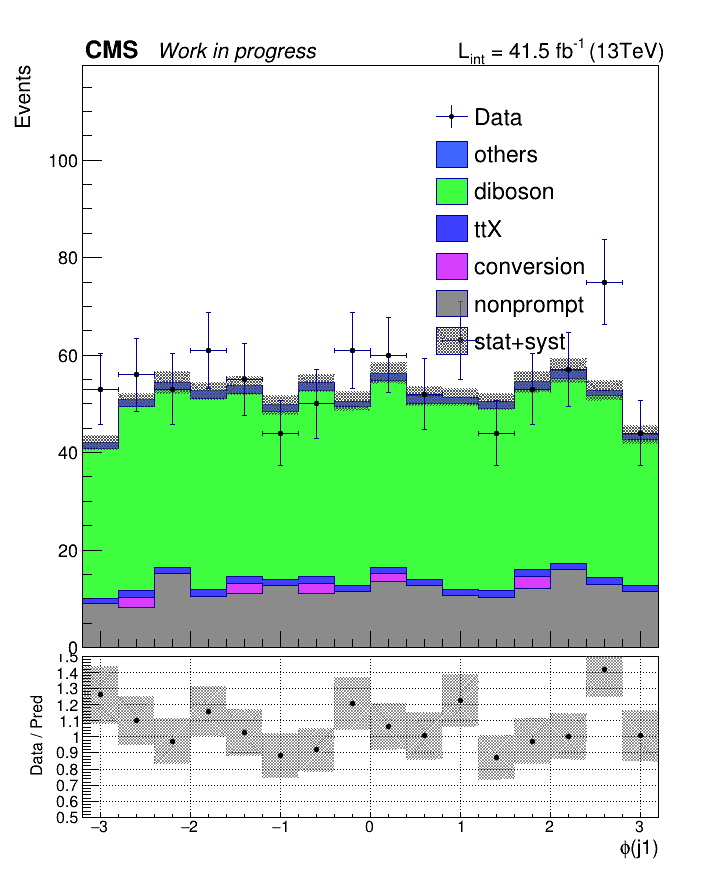 CMS Work in progress L_int = 41.5 fb^-1 (13TeV)
Events
100
80
60
40
20
0
Data
others
diboson
ttX
conversion
nonprompt
stat+syst
Data / Pred
1.5
1.4
1.3
1.2
1.1
1
0.9
0.8
0.7
0.6
0.5
−3 −2 −1 0 1 2 3
ϕ(j1)